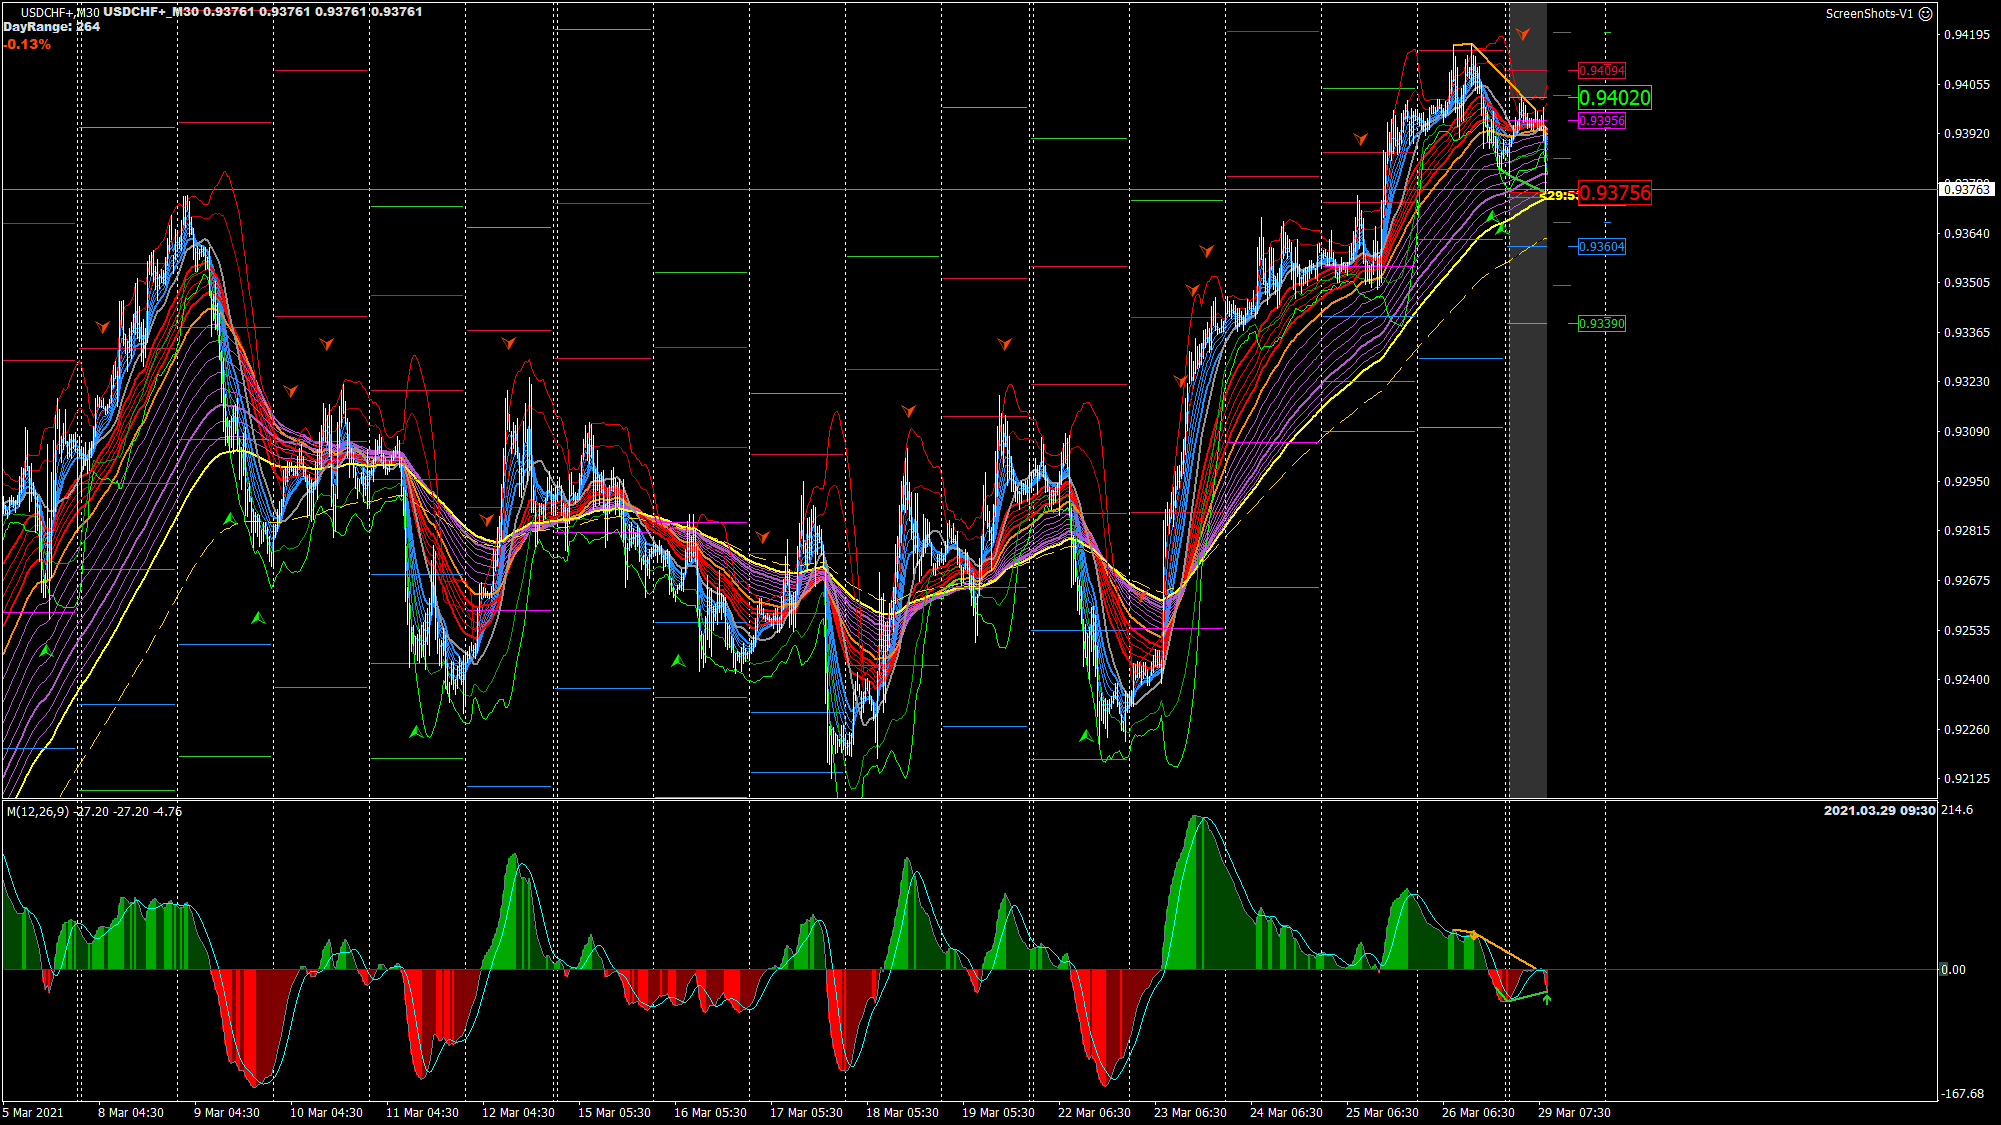 USDCHF+,M30 USDCHF+_M30 0.93761 0.93761 0.93761 0.93761
ScreenShots-V1
DayRange: 264
-0.13%
0.94195
0.94094
0.94055
0.94020
0.93956
0.93920
0.93763
<29:5
0.93756
0.93640
0.93604
0.93505
0.93390
0.93365
0.93230
0.93090
0.92950
0.92815
0.92675
0.92535
0.92400
0.92260
0.92125
M(12,26,9) -27.20 -27.20 -4.76
2021.03.29 09:30
214.6
0.00
-167.68
5 Mar 2021
8 Mar 04:30
9 Mar 04:30
10 Mar 04:30
11 Mar 04:30
12 Mar 04:30
15 Mar 05:30
16 Mar 05:30
17 Mar 05:30
18 Mar 05:30
19 Mar 05:30
22 Mar 06:30
23 Mar 06:30
24 Mar 06:30
25 Mar 06:30
26 Mar 06:30
29 Mar 07:30